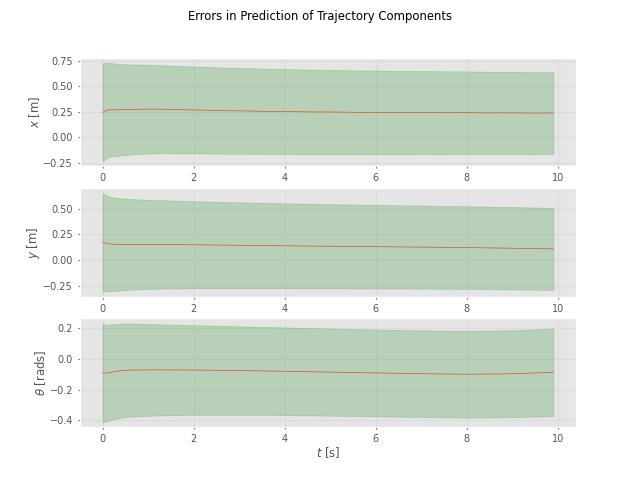 Errors in Prediction of Trajectory Components
0.75
0.50
0.25
0.00
−0.25
x [m]
0 2 4 6 8 10
0.50
0.25
0.00
−0.25
y [m]
0 2 4 6 8 10
0.2
0.0
−0.2
−0.4
θ [rads]
0 2 4 6 8 10
t [s]